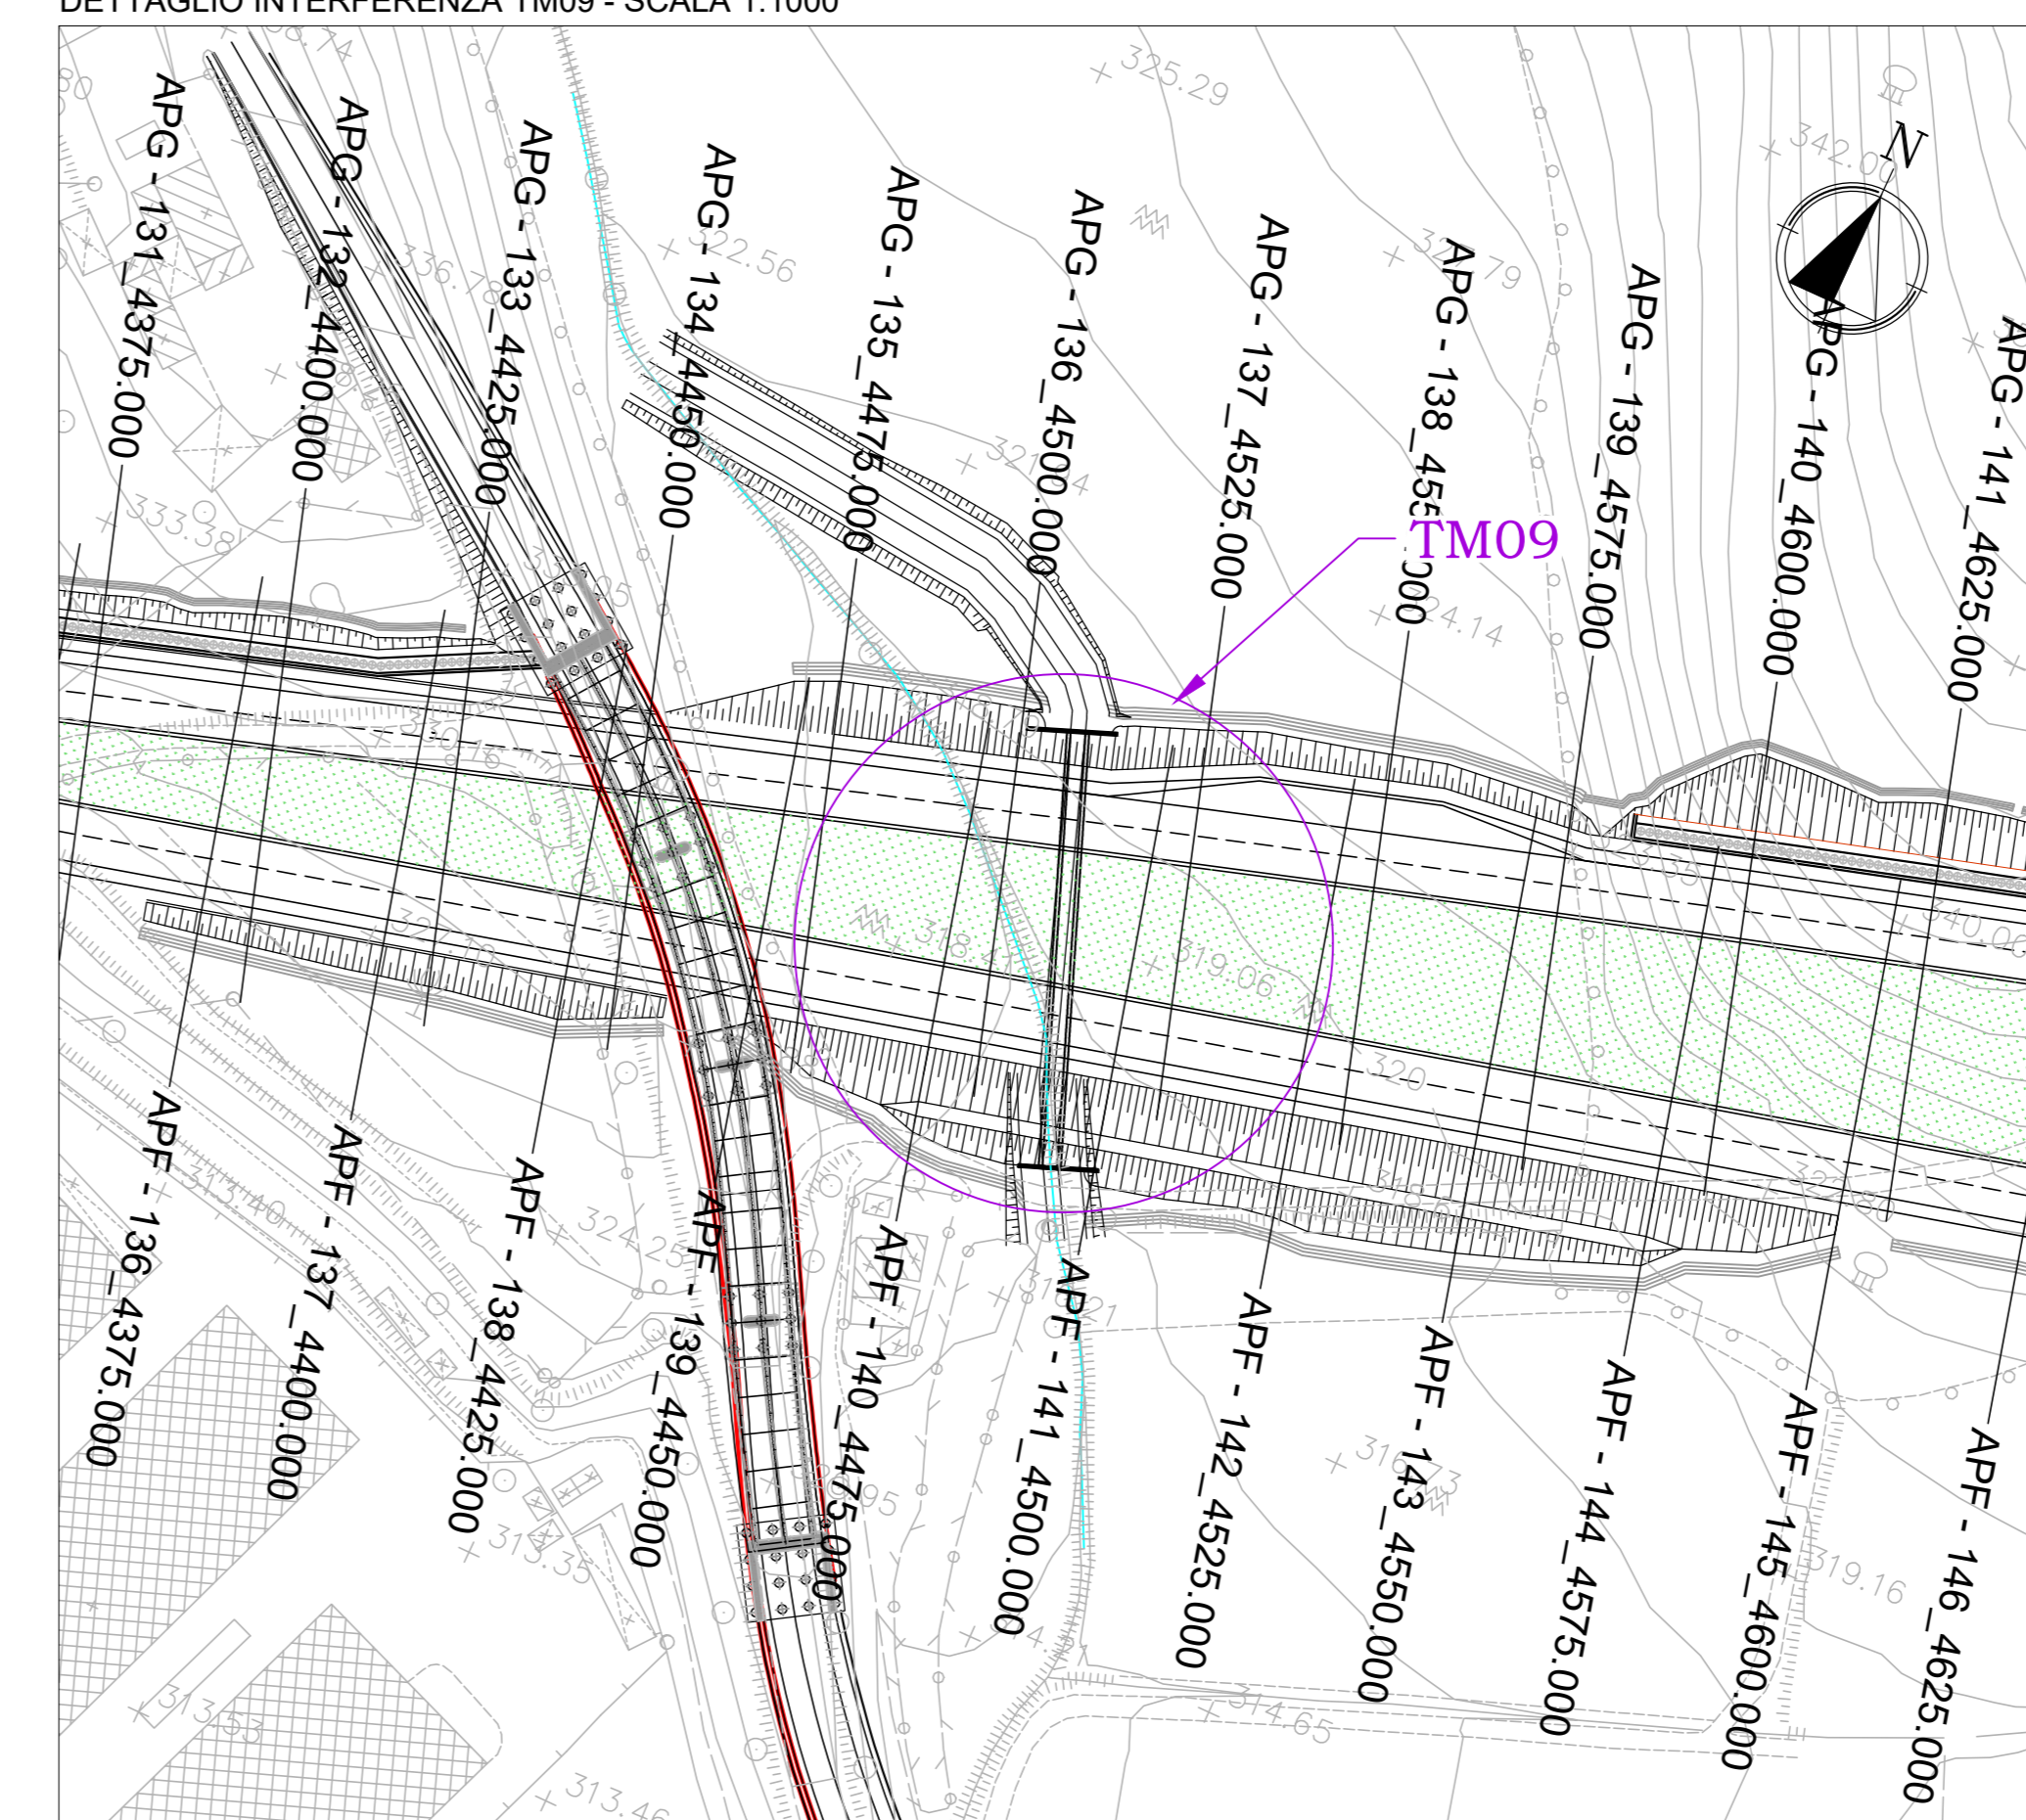 DETTAGLIO INTERFERENZA TM09 - SCALA 1:1000
N
TM09
APG - 131_4375.000
APG - 132_4400.000
APG - 133_4425.000
APG - 134_4450.000
APG - 135_4475.000
APG - 136_4500.000
APG - 137_4525.000
APG - 139_4575.000
APG - 140_4600.000
APG - 141_4625.000
325.29
342.00
322.56
336.78
333.38
324.14
318.
319.06
320
340.00
APF - 136_4375.000
APF - 137_4400.000
APF - 138_4425.000
APF - 139_4450.000
APF - 140_4475.000
APF - 141_4500.000
APF - 142_4525.000
APF - 143_4550.000
APF - 144_4575.000
APF - 145_4600.000
APF - 146_4625.000
313.40
324.25
313.35
319.16
313.53
314.65
313.46